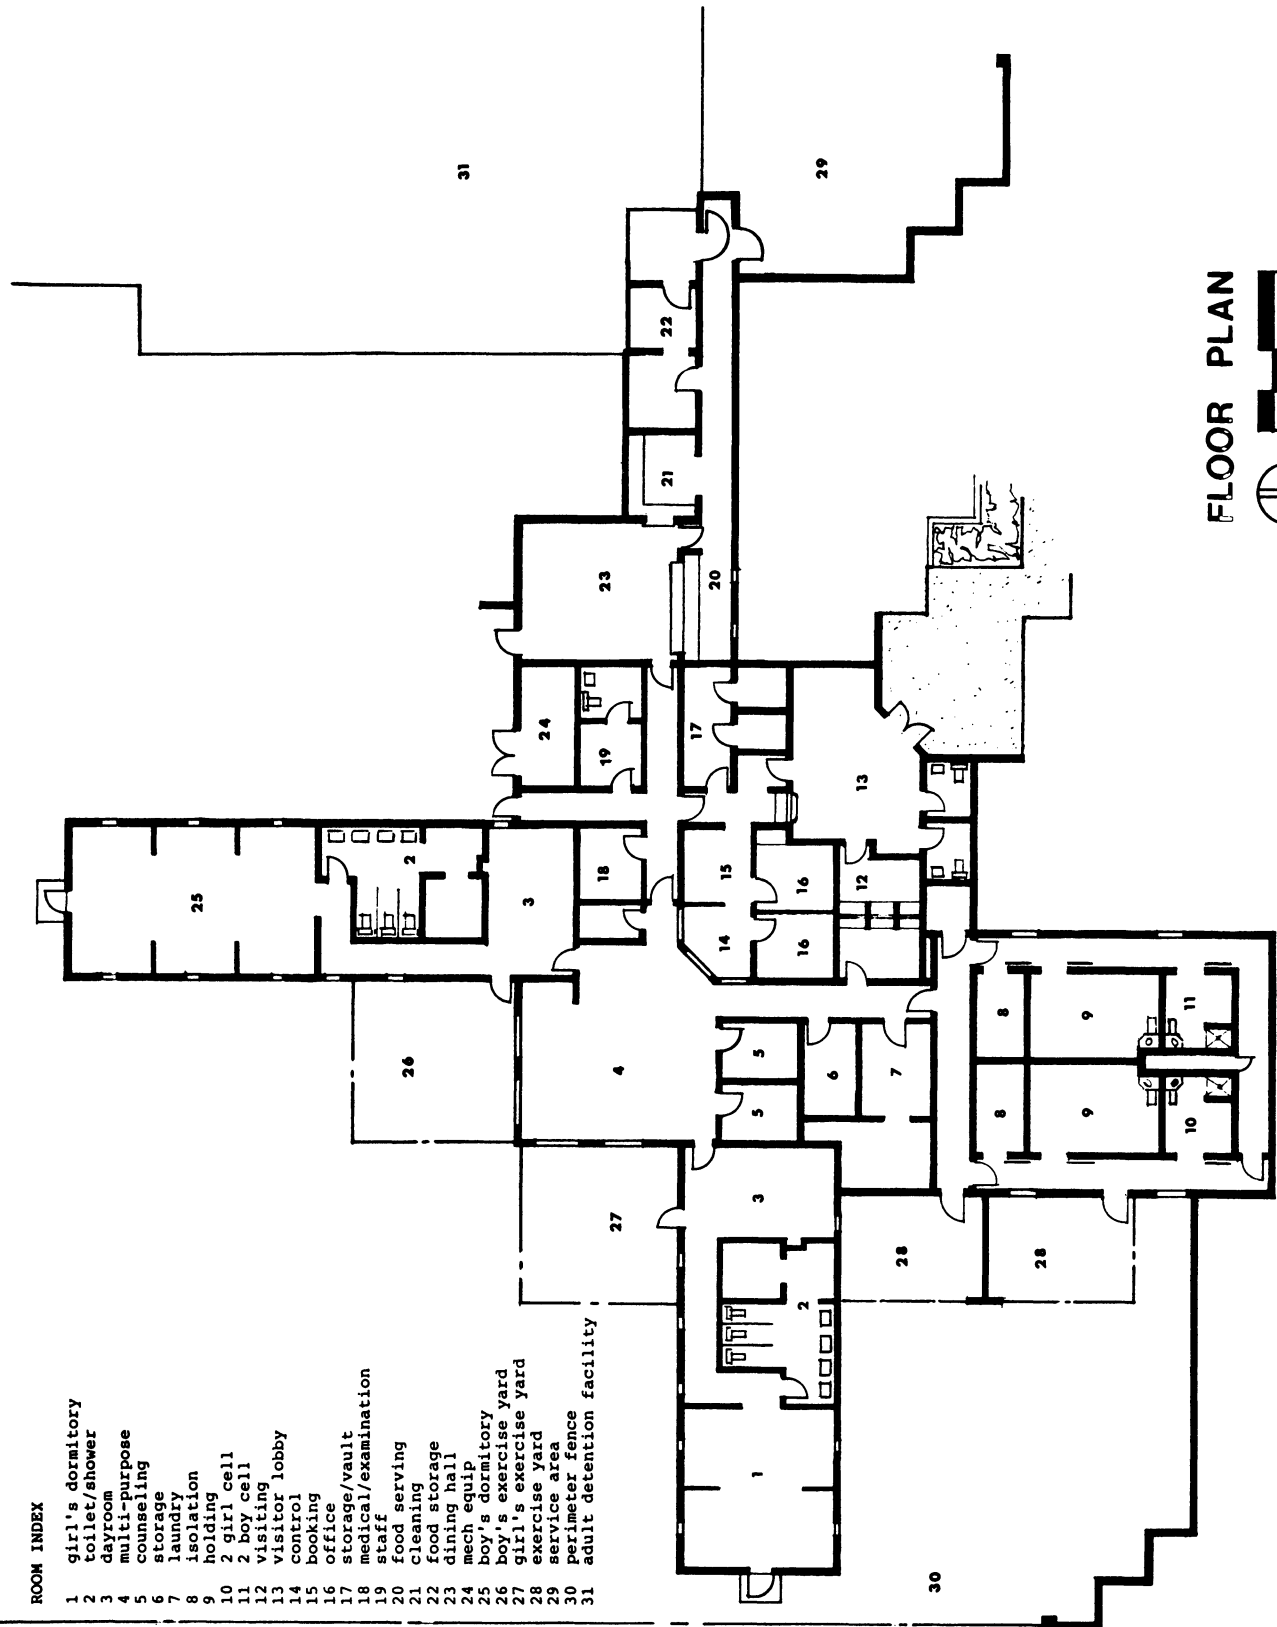 ROOM INDEX
1 girl's dormitory
2 toilet/shower
3 dayroom
4 multi-purpose
5 counseling
6 storage
7 laundry
8 isolation
9 holding
10 2 girl cell
11 2 boy cell
12 visiting
13 visitor lobby
14 control
15 booking
16 office
17 storage/vault
18 medical/examination
19 staff
20 food serving
21 cleaning
22 food storage
23 dining hall
24 mech equip
25 boy's dormitory
26 boy's exercise yard
27 girl's exercise yard
28 exercise yard
29 service area
30 perimeter fence
31 adult detention facility
25
2
3
18
24
19
23
21
22
31
29
20
17
13
15
14
16
16
12
26
4
5
5
6
7
27
3
2
1
28
28
8
8
9
9
10
11
30
FLOOR PLAN